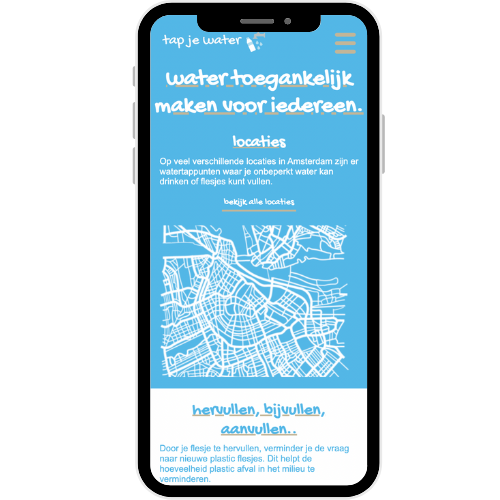 tap je water
water toegankelijk
maken voor iedereen.
locaties
Op veel verschillende locaties in Amsterdam zijn er
watertappunten waar je onbeperkt water kan
drinken of flesjes kunt vullen.
bekijk alle locaties
hervullen, bijvullen,
aanvullen..
Door je flesje te hervullen, verminder je de vraag
naar nieuwe plastic flesjes. Dit helpt de
hoeveelheid plastic afval in het milieu te
verminderen.